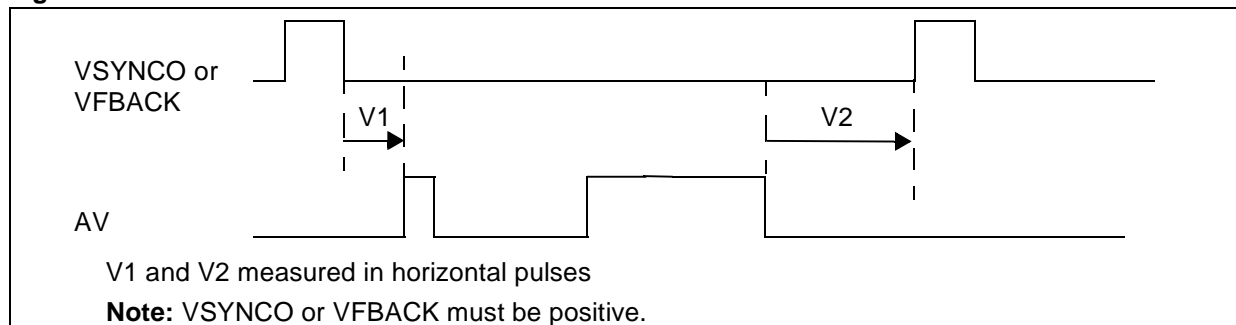 VSYNCO or
VFBACK
V1
V2
AV
V1 and V2 measured in horizontal pulses
Note: VSYNCO or VFBACK must be positive.